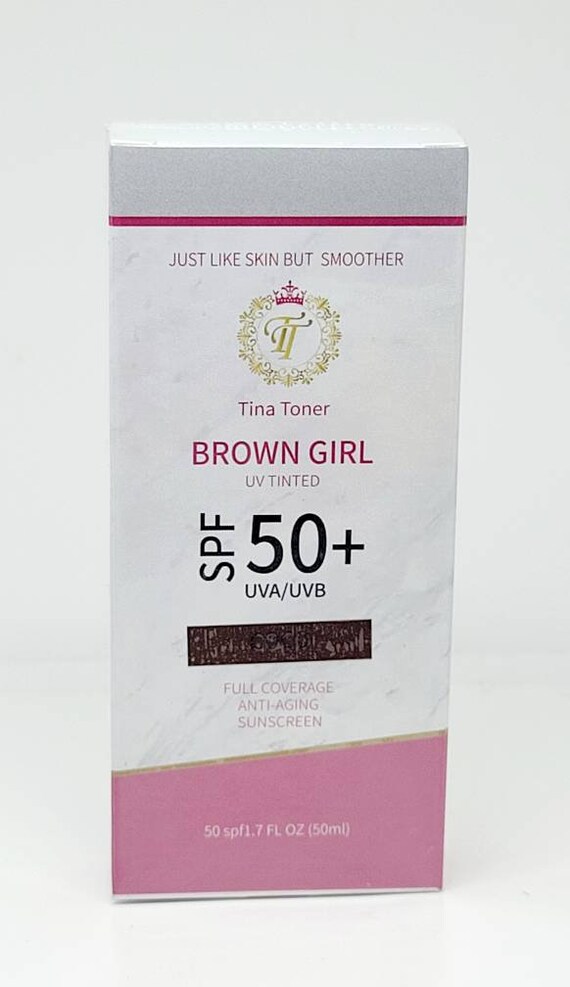 JUST LIKE SKIN BUT SMOOTHER
TT
Tina Toner
BROWN GIRL
UV TINTED
SPF 50+
UVA/UVB
FULL COVERAGE
ANTI-AGING
SUNSCREEN
50 spf1.7 FL OZ (50ml)